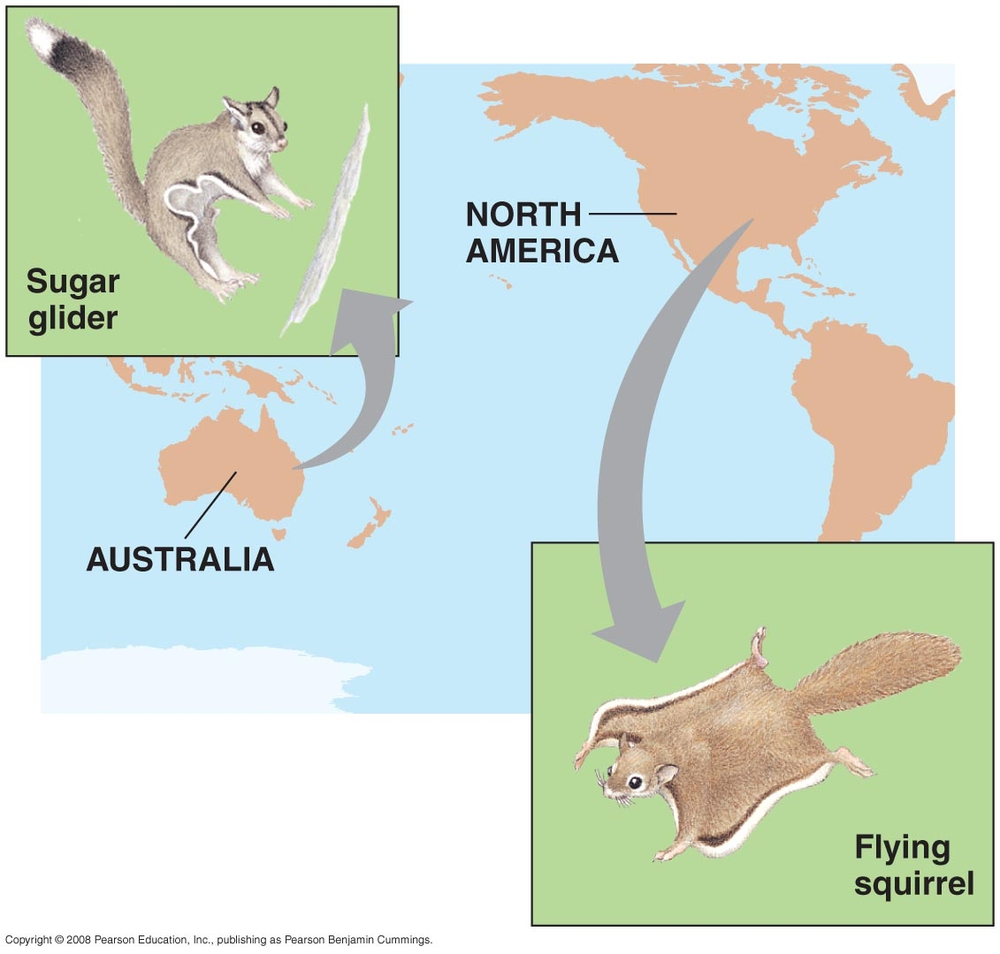 Sugar
glider
NORTH
AMERICA
AUSTRALIA
Flying
squirrel
Copyright © 2008 Pearson Education, Inc., publishing as Pearson Benjamin Cummings.